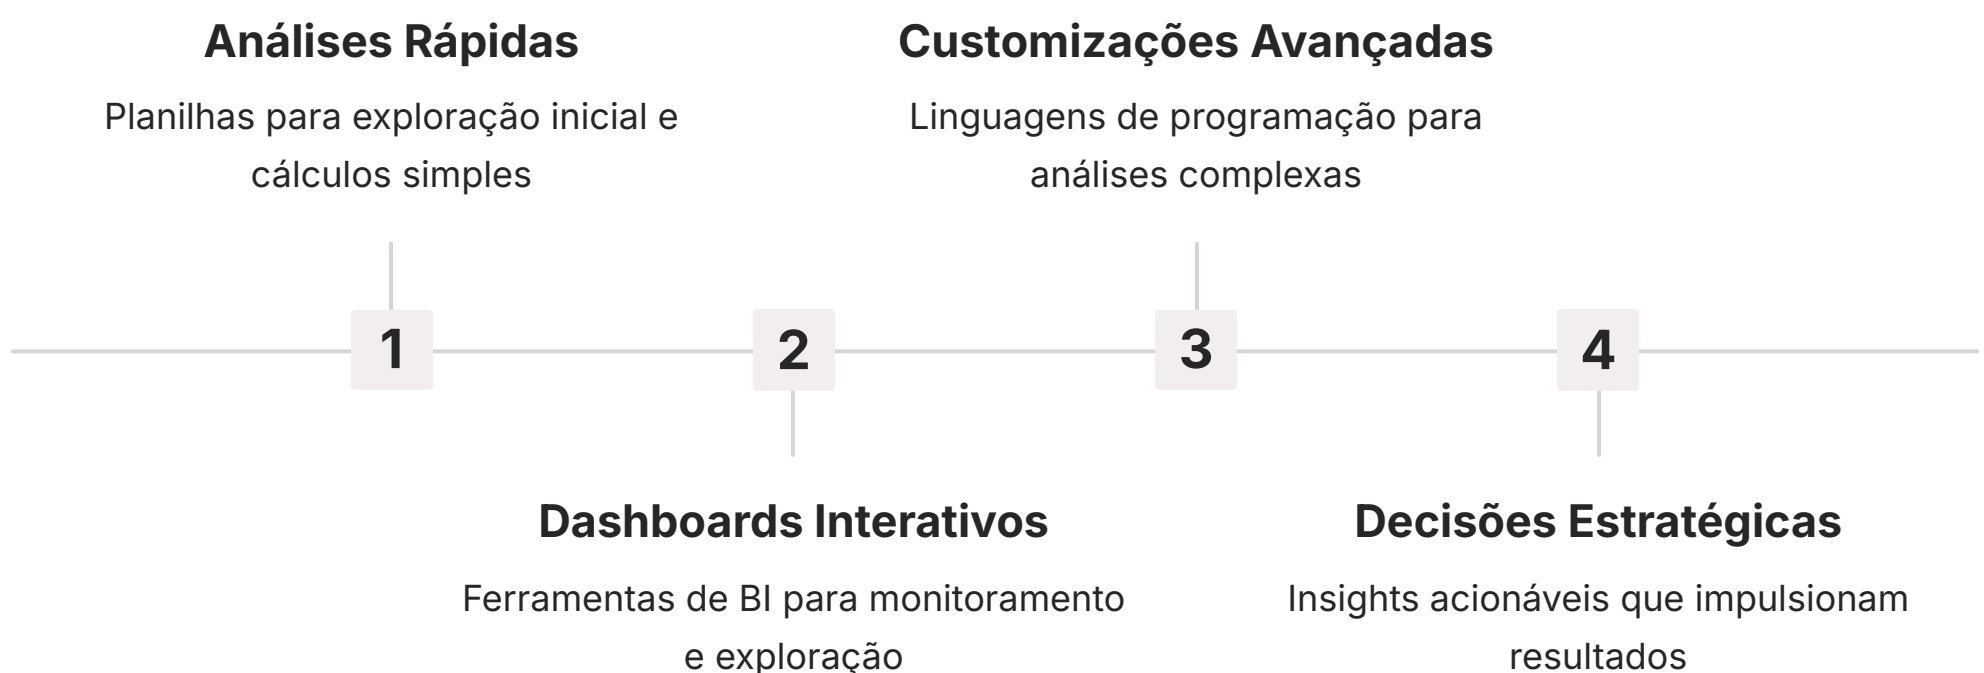 Análises Rápidas
Planilhas para exploração inicial e
cálculos simples
Customizações Avançadas
Linguagens de programação para
análises complexas
1
2
3
4
Dashboards Interativos
Ferramentas de BI para monitoramento
e exploração
Decisões Estratégicas
Insights acionáveis que impulsionam
resultados